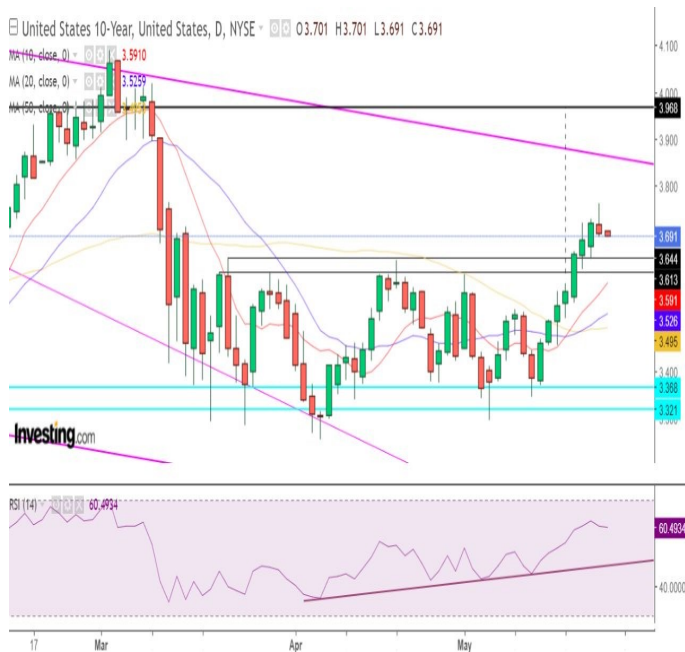 United States 10-Year, United States, D, NYSE O3.701 H3.701 L3.691 C3.691
MA (10, close, 0) 3.5910
MA (20, close, 0) 3.5259
MA (50, close, 0)
4.100
4.000
3.968
3.900
3.800
3.691
3.644
3.613
3.591
3.526
3.495
3.400
3.368
3.321
Investing.com
RSI (14) 60.4934
60.4934
40.0000
17 Mar Apr May